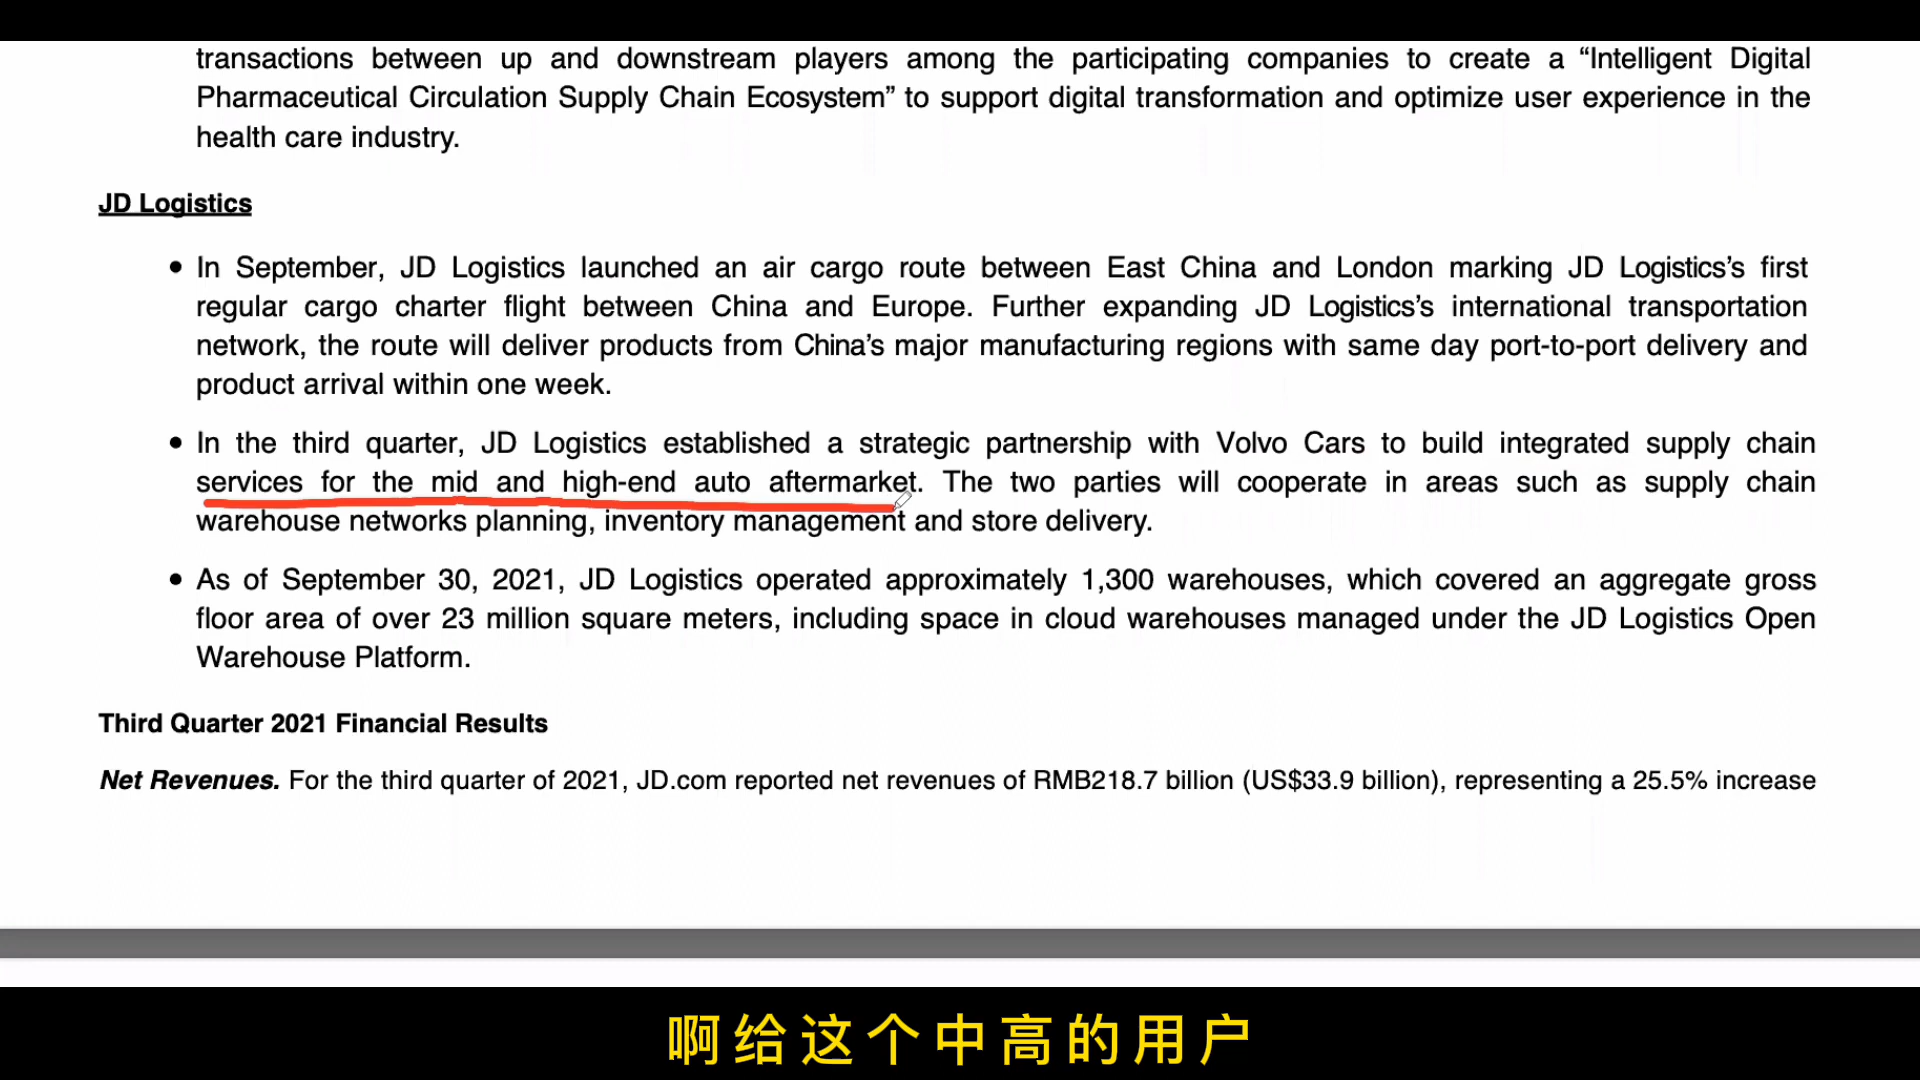 transactions between up and downstream players among the participating companies to create a “Intelligent Digital
Pharmaceutical Circulation Supply Chain Ecosystem” to support digital transformation and optimize user experience in the
health care industry.
JD Logistics
• In September, JD Logistics launched an air cargo route between East China and London marking JD Logistics’s first
regular cargo charter flight between China and Europe. Further expanding JD Logistics’s international transportation
network, the route will deliver products from China’s major manufacturing regions with same day port-to-port delivery and
product arrival within one week.
• In the third quarter, JD Logistics established a strategic partnership with Volvo Cars to build integrated supply chain
services for the mid and high-end auto aftermarket. The two parties will cooperate in areas such as supply chain
warehouse networks planning, inventory management and store delivery.
• As of September 30, 2021, JD Logistics operated approximately 1,300 warehouses, which covered an aggregate gross
floor area of over 23 million square meters, including space in cloud warehouses managed under the JD Logistics Open
Warehouse Platform.
Third Quarter 2021 Financial Results
Net Revenues. For the third quarter of 2021, JD.com reported net revenues of RMB218.7 billion (US$33.9 billion), representing a 25.5% increase
啊给这个中高的用户